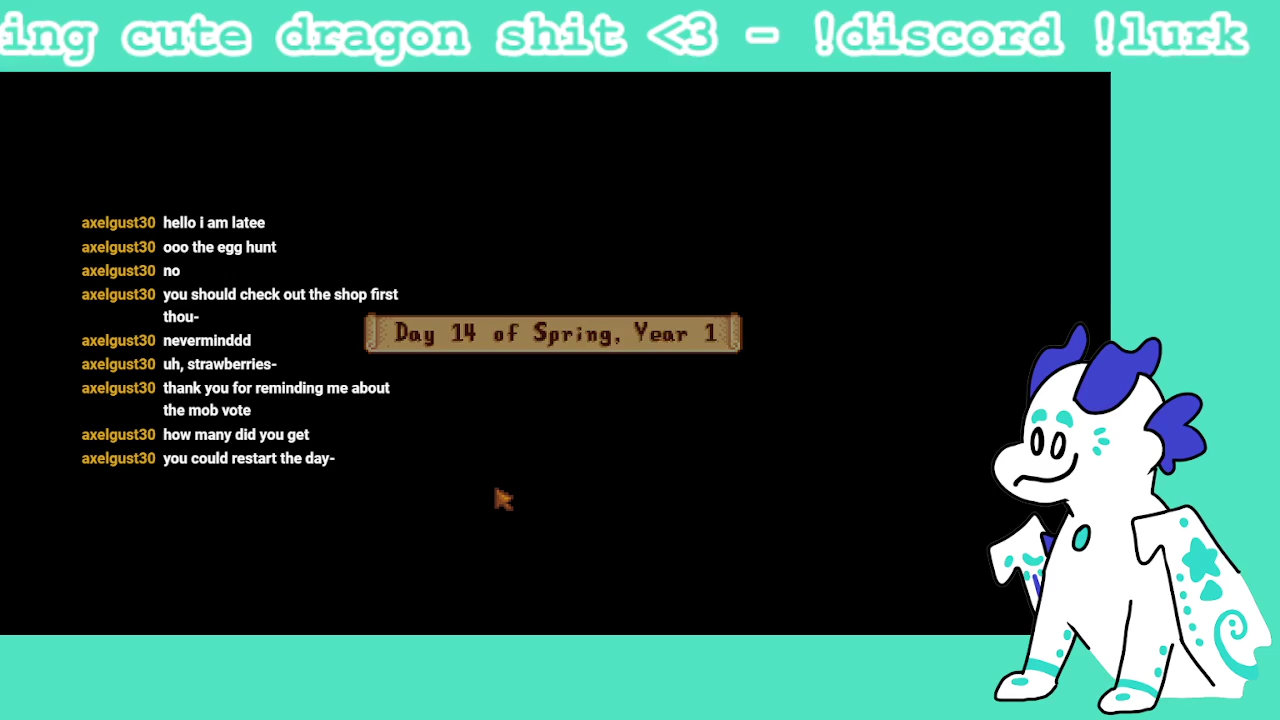 ing cute dragon shit <3 - !discord !lurk
axelgust30 hello i am latee
axelgust30 ooo the egg hunt
axelgust30 no
axelgust30 you should check out the shop first
thou-
axelgust30 neverminddd
axelgust30 uh, strawberries-
axelgust30 thank you for reminding me about
the mob vote
axelgust30 how many did you get
axelgust30 you could restart the day-
Day 14 of Spring, Year 1